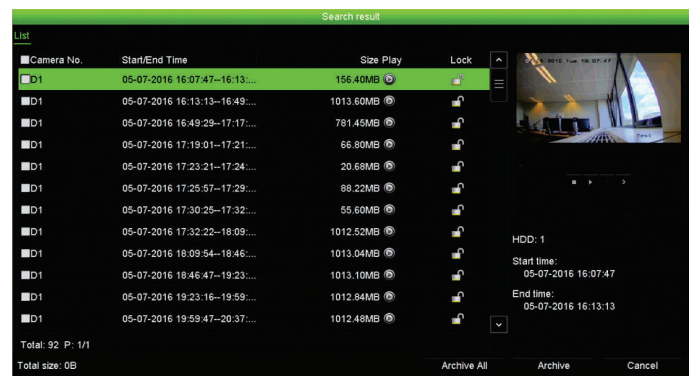 Search result
List
Camera No. Start/End Time Size Play Lock
D1 05-07-2016 16:07:47--16:13:... 156.40MB
D1 05-07-2016 16:13:13--16:49:... 1013.60MB
D1 05-07-2016 16:49:29--17:17:... 781.45MB
D1 05-07-2016 17:19:01--17:21:... 66.80MB
D1 05-07-2016 17:23:21--17:24:... 20.68MB
D1 05-07-2016 17:25:57--17:29:... 88.22MB
D1 05-07-2016 17:30:25--17:32:... 55.60MB
D1 05-07-2016 17:32:22--18:09:... 1012.52MB
D1 05-07-2016 18:09:54--18:46:... 1013.04MB
D1 05-07-2016 18:46:47--19:23:... 1013.10MB
D1 05-07-2016 19:23:16--19:59:... 1012.84MB
D1 05-07-2016 19:59:47--20:37:... 1012.48MB
2016 Tue
Test
HDD: 1
Start time:
05-07-2016 16:07:47
End time:
05-07-2016 16:13:13
Total: 92 P: 1/1
Total size: 0B
Archive All Archive Cancel